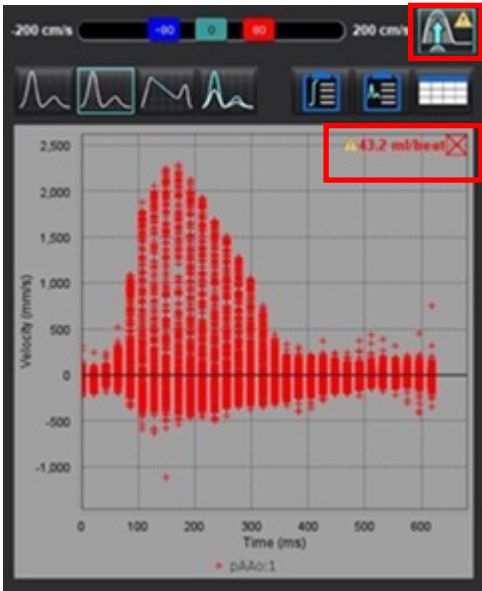 -200 cm/s -80 0 80 200 cm/s
43.2 ml/beat
2,500
2,000
1,500
1,000
500
0
-500
-1,000
Velocity (mm/s)
0 100 200 300 400 500 600
Time (ms)
pAAo:1